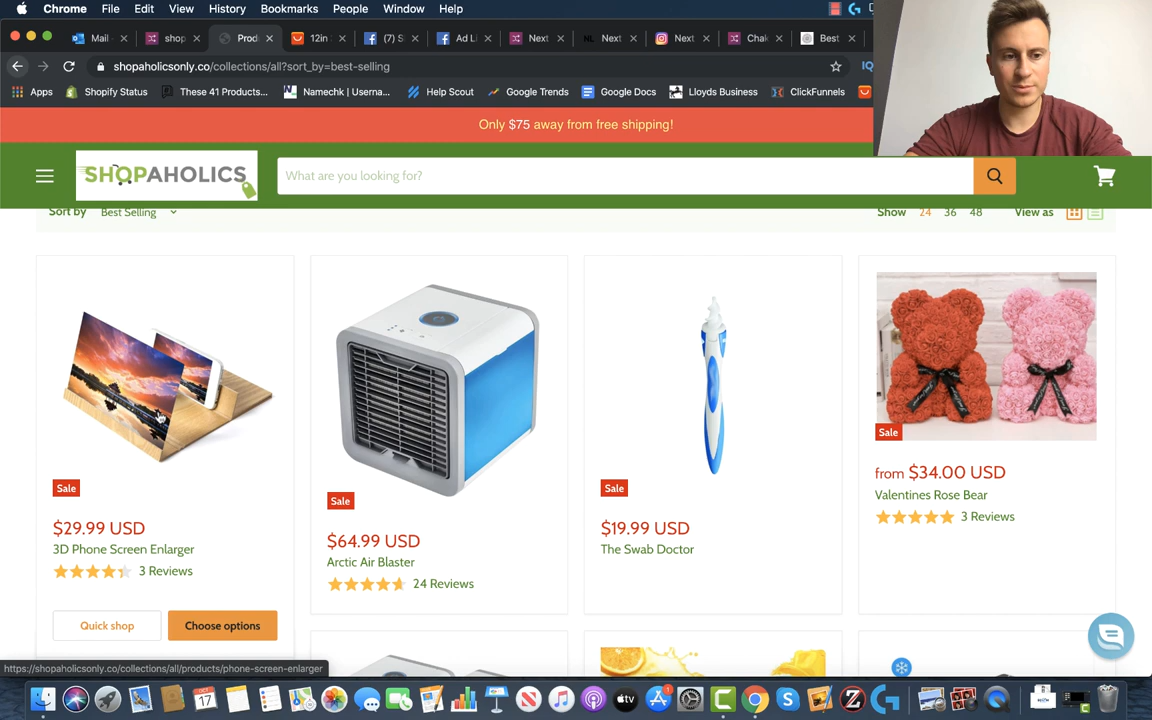 Chrome File Edit View History Bookmarks People Window Help
Mail shop Prod 12in (7) S Ad Li Next Next Next Chak Best
shopaholicsonly.co/collections/all?sort_by=best-selling
Apps Shopify Status These 41 Products... Namechk | Userna... Help Scout Google Trends Google Docs Lloyds Business ClickFunnels
Only $75 away from free shipping!
SHOPAHOLICS What are you looking for?
Sort by Best Selling Show 24 36 48 View as
Sale
$29.99 USD
3D Phone Screen Enlarger
3 Reviews
Quick shop Choose options
Sale
$64.99 USD
Arctic Air Blaster
24 Reviews
Sale
$19.99 USD
The Swab Doctor
Sale
from $34.00 USD
Valentines Rose Bear
3 Reviews
https://shopaholicsonly.co/collections/all/products/phone-screen-enlarger
OCT
17
tv
1